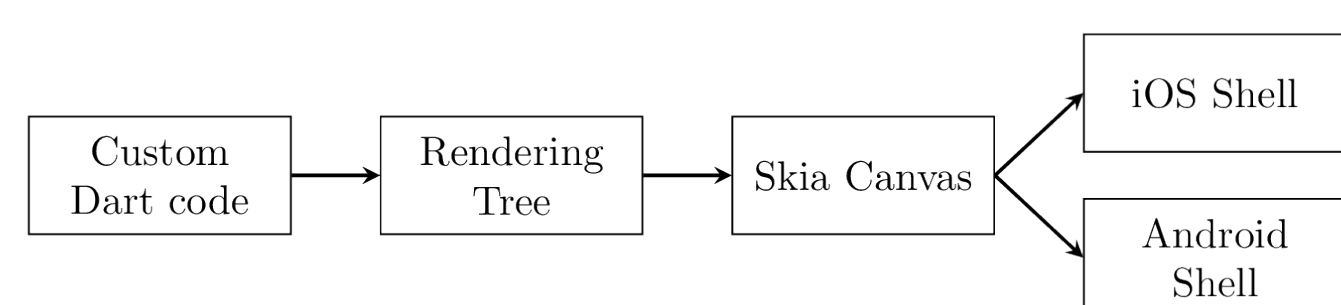 Custom
Dart code
Rendering
Tree
Skia Canvas
iOS Shell
Android
Shell